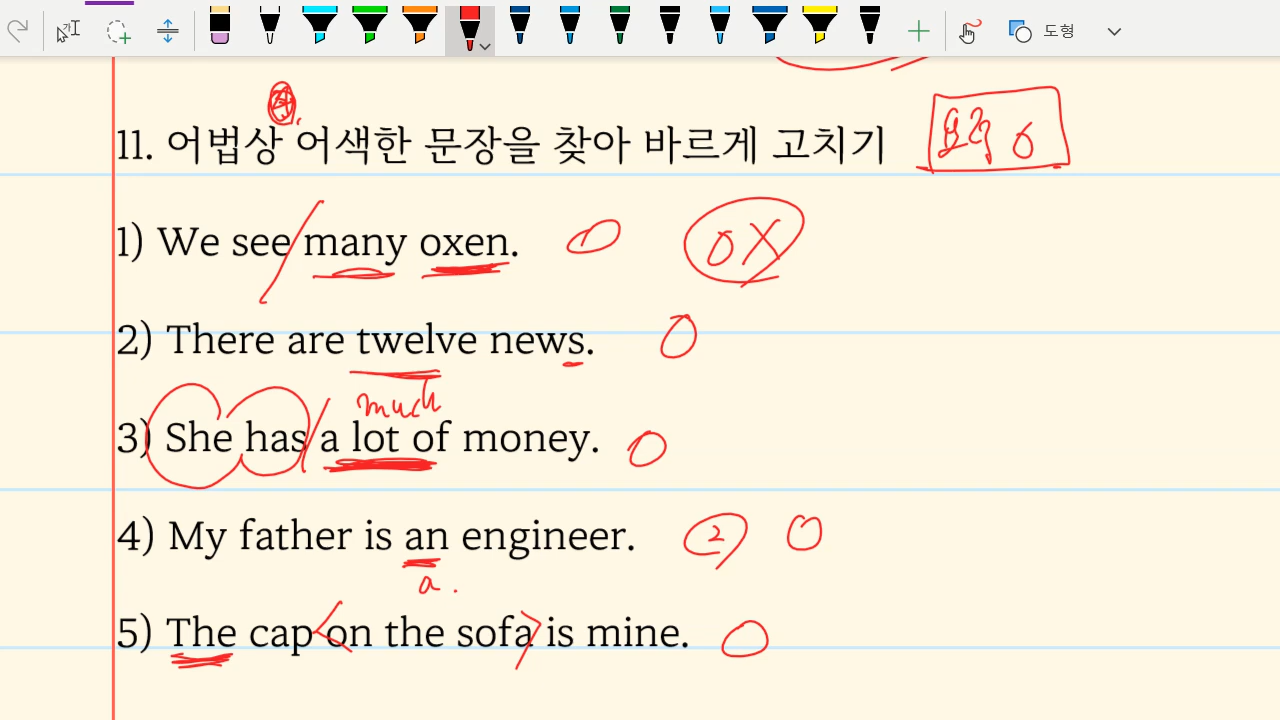 도형
11. 어법상 어색한 문장을 찾아 바르게 고치기
1) We see many oxen. O OX
2) There are twelve news. O
much
3) She has a lot of money. O
4) My father is an engineer. 2 O
a.
5) The cap <on the sofa> is mine. O